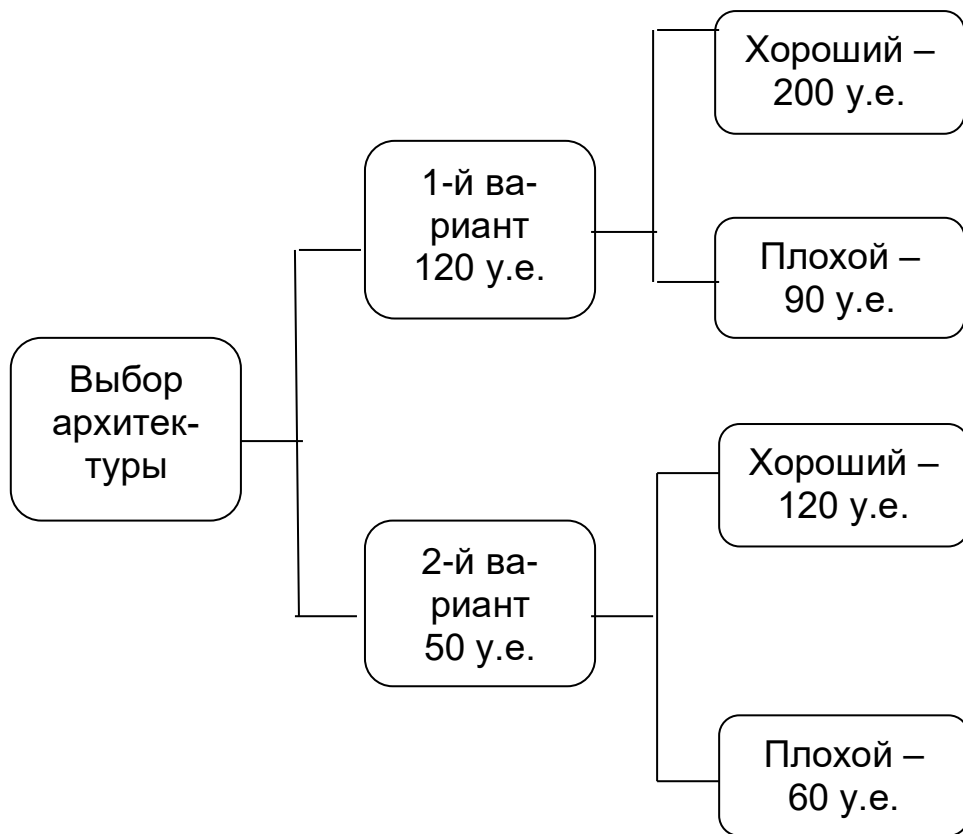 Выбор
архитек-
туры
1-й ва-
риант
120 у.е.
Хороший –
200 у.е.
Плохой –
90 у.е.
2-й ва-
риант
50 у.е.
Хороший –
120 у.е.
Плохой –
60 у.е.